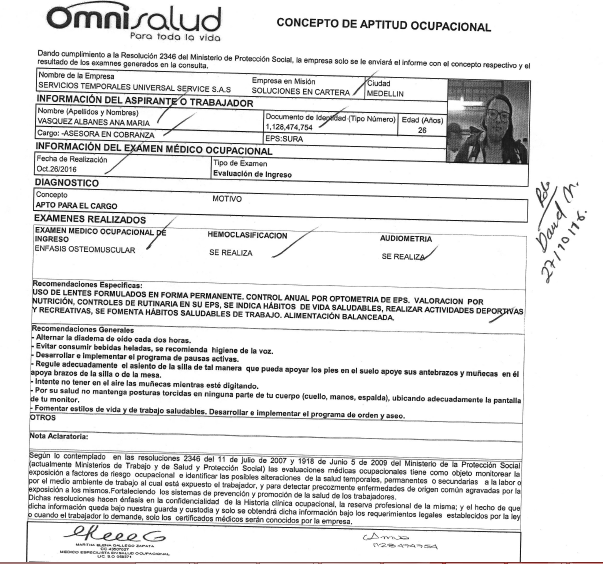 Omnisalud
Para toda la vida
CONCEPTO DE APTITUD OCUPACIONAL
Dando cumplimiento a la Resolución 2346 del Ministerio de Protección Social, la empresa solo se le enviará el informe con el concepto respectivo y el
resultado de los examnes generados en la consulta.
Nombre de la Empresa
SERVICIOS TEMPORALES UNIVERSAL SERVICE S.A.S
Empresa en Misión
SOLUCIONES EN CARTERA
Ciudad
MEDELLIN
INFORMACIÓN DEL ASPIRANTE O TRABAJADOR
Nombre (Apellidos y Nombres)
VASQUEZ ALBANES ANA MARIA
Documento de Identidad (Tipo Número)
1,128,474,754
Edad (Años)
26
Cargo: -ASESORA EN COBRANZA
EPS:SURA
INFORMACIÓN DEL EXAMEN MÉDICO OCUPACIONAL
Fecha de Realización
Oct.26/2016
Tipo de Examen
Evaluación de Ingreso
DIAGNOSTICO
Concepto
APTO PARA EL CARGO
MOTIVO
EXAMENES REALIZADOS
EXAMEN MEDICO OCUPACIONAL DE
INGRESO
ENFASIS OSTEOMUSCULAR
HEMOCLASIFICACION
SE REALIZA
AUDIOMETRIA
SE REALIZA
David
27/10/16.
Recomendaciones Especificas:
USO DE LENTES FORMULADOS EN FORMA PERMANENTE. CONTROL ANUAL POR OPTOMETRIA DE EPS. VALORACION POR
NUTRICIÓN, CONTROLES DE RUTINARIA EN SU EPS, SE INDICA HÁBITOS DE VIDA SALUDABLES, REALIZAR ACTIVIDADES DEPORTIVAS
Y RECREATIVAS, SE FOMENTA HÁBITOS SALUDABLES DE TRABAJO. ALIMENTACIÓN BALANCEADA,
Recomendaciones Generales
- Alternar la diadema de oido cada dos horas.
- Evitar consumir bebidas heladas, se recomienda higiene de la voz.
- Desarrollar e implementar el programa de pausas activas.
- Regule adecuadamente el asiento de la silla de tal manera que pueda apoyar los pies en el suelo apoye sus antebrazos y muñecas en él
apoya brazos de la silla o de la mesa.
- Intente no tener en el aire las muñecas mientras esté digitando.
- Por su salud no mantenga posturas torcidas en ninguna parte de tu cuerpo (cuello, manos, espalda), ubicando adecuadamente la pantalla
de tu monitor.
- Fomentar estilos de vida y de trabajo saludables. Desarrollar e implementar el programa de orden y aseo.
OTROS
Nota Aclaratoria:
Según lo contemplado en las resoluciones 2346 del 11 de julio de 2007 y 1918 de Junio 5 de 2009 del Ministerio de la Protección Social
(actualmente Ministerios de Trabajo y de Salud y Protección Social) las evaluaciones médicas ocupacionales tiene como objeto monitorear la
exposición a factores de riesgo ocupacional e identificar las posibles alteraciones de la salud temporales, permanentes o secundarias a la labor o
por el medio ambiente de trabajo al cual está expuesto el trabajador, y para detectar precozmente enfermedades de origen común agravadas por la
exposición a los mismos.Fortaleciendo los sistemas de prevención y promoción de la salud de los trabajadores.
Dichas resoluciones hacen énfasis en la confidencialidad de la Historia clínica ocupacional, la reserva profesional de la misma; y el hecho de que
dicha información queda bajo nuestra guarda y custodia y solo se obtendrá dicha información bajo los requerimientos legales establecidos por la ley
o cuando el trabajador lo demande, solo los certificados médicos serán conocidos por la empresa.
MARTHA ELENA GALLEGO ZAPATA
MEDICO ESPECIALISTA EN SALUD OCUPACIONAL
1128474754